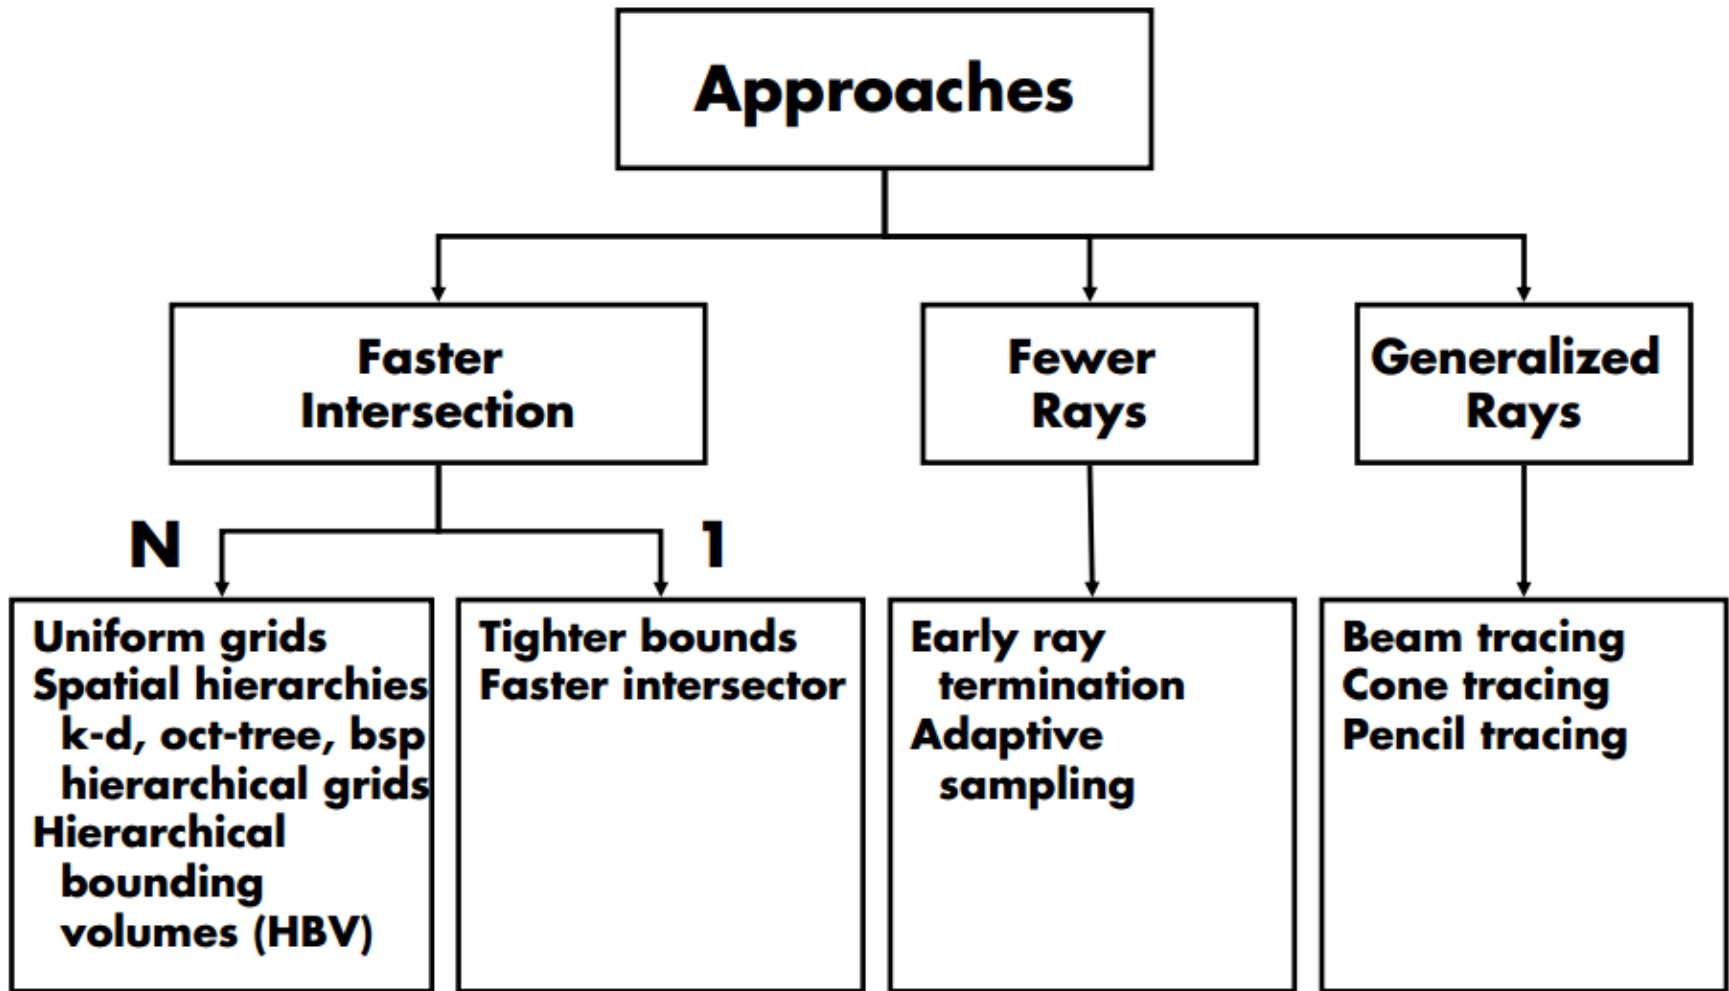 Approaches
Faster
Intersection
Fewer
Rays
Generalized
Rays
N
1
Uniform grids
Spatial hierarchies
k-d, oct-tree, bsp
hierarchical grids
Hierarchical
bounding
volumes (HBV)
Tighter bounds
Faster intersector
Early ray
termination
Adaptive
sampling
Beam tracing
Cone tracing
Pencil tracing